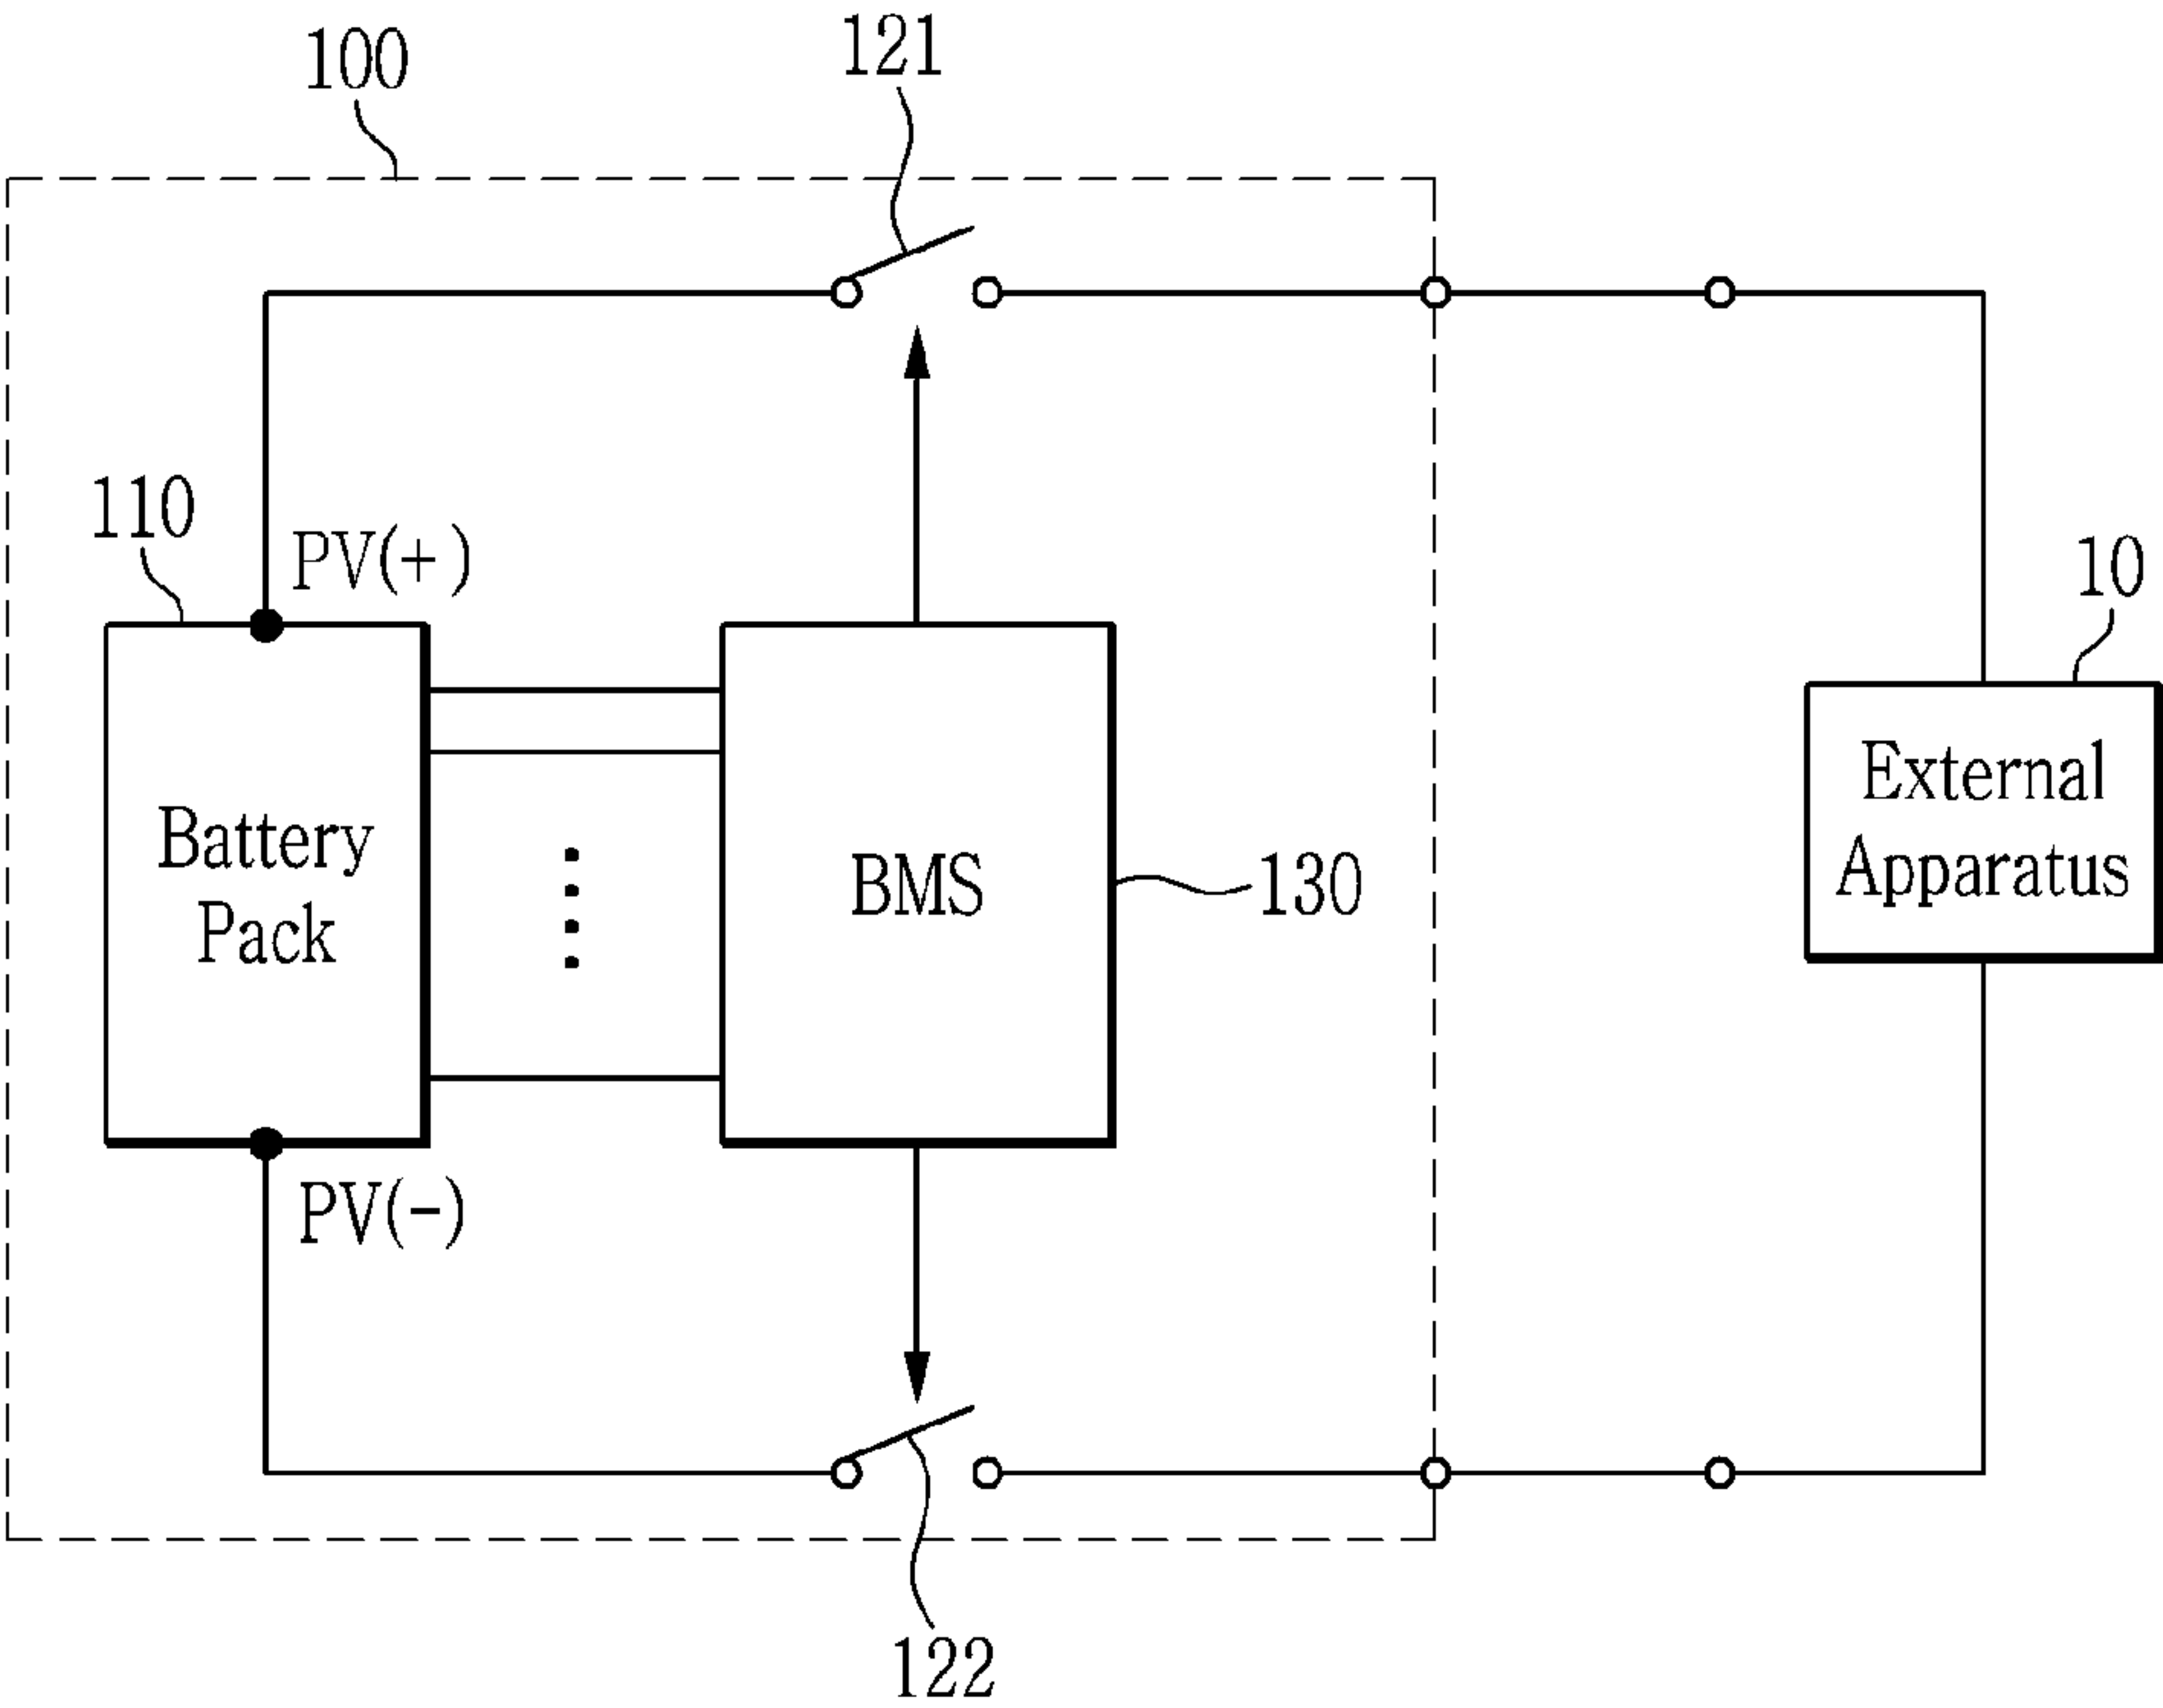 100
121
110
PV(+)
10
External
Apparatus
Battery
Pack
BMS
130
PV(-)
122